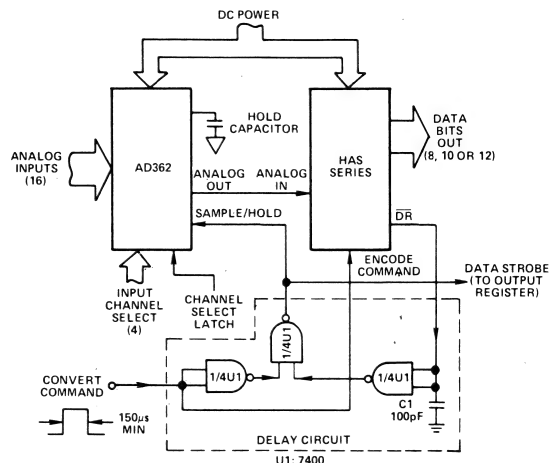 DC POWER
AD362
HOLD
CAPACITOR
HAS
SERIES
DATA
BITS
OUT
(8, 10 OR 12)
ANALOG
INPUTS
(16)
ANALOG
OUT
ANALOG
IN
SAMPLE/HOLD
DR
ENCODE
COMMAND
DATA STROBE
(TO OUTPUT
REGISTER)
INPUT
CHANNEL
SELECT
(4)
CHANNEL
SELECT
LATCH
1/4U1
1/4U1
1/4U1
C1
100pF
CONVERT
COMMAND
150μs
MIN
DELAY CIRCUIT
U1: 7400